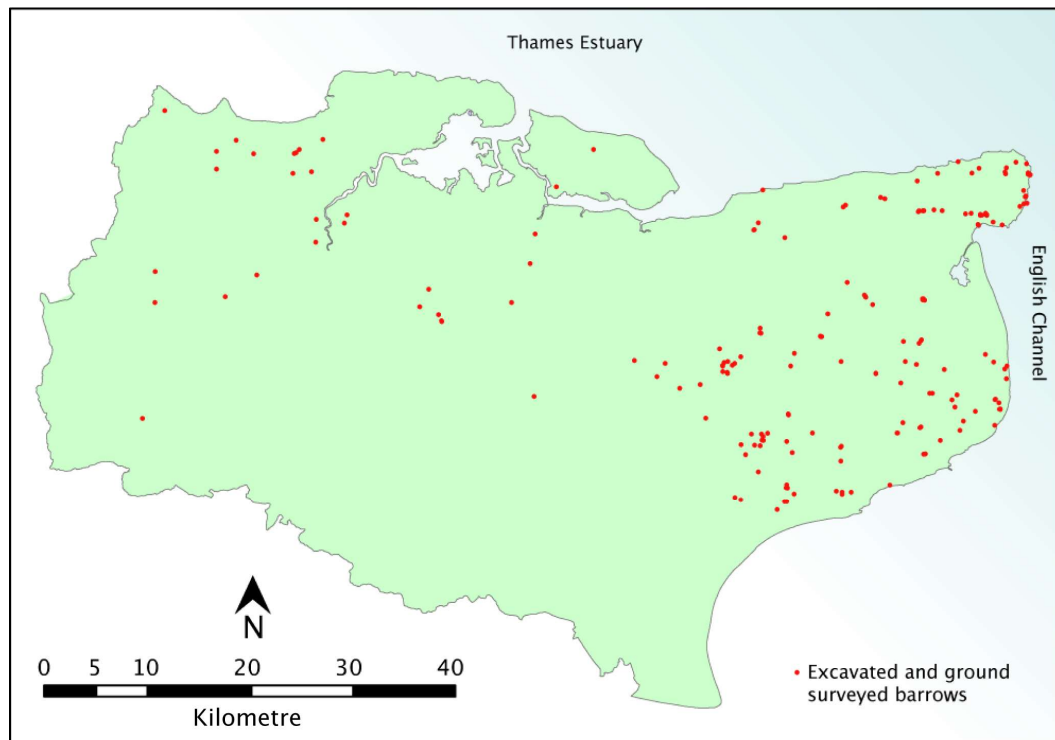 Thames Estuary
English Channel
N
0 5 10 20 30 40
Kilometre
Excavated and ground
surveyed barrows